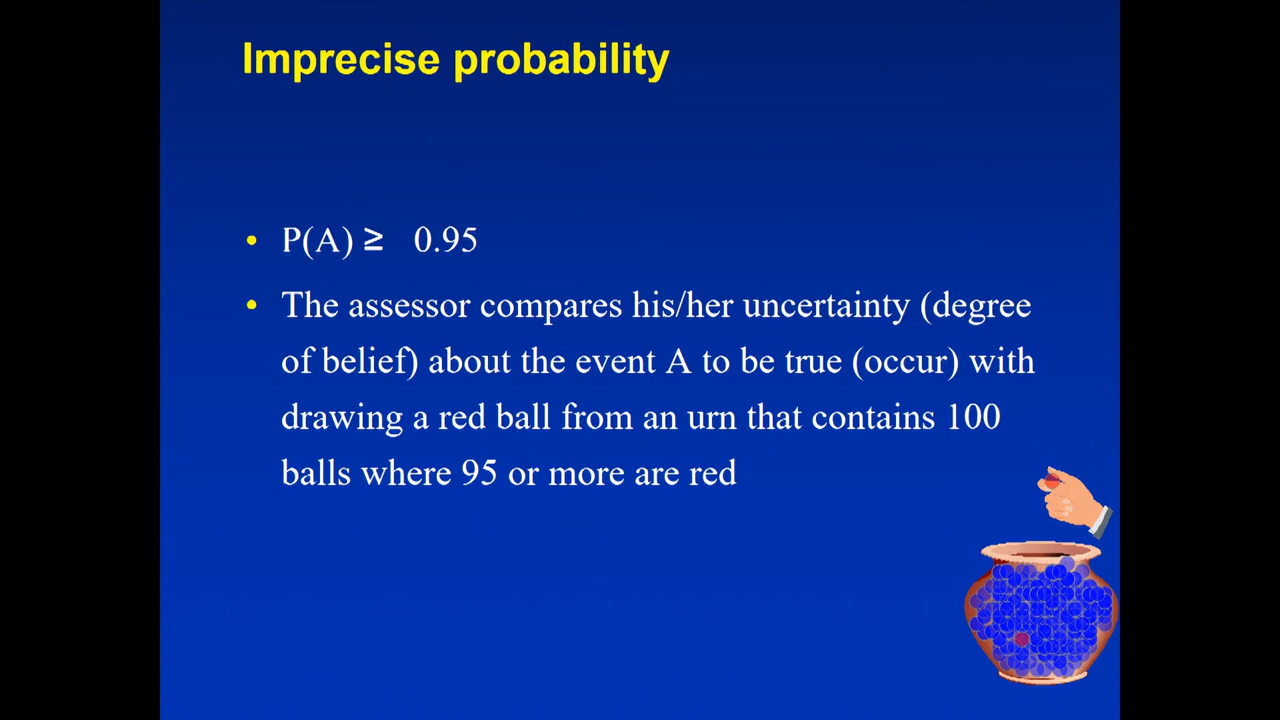 Imprecise probability
• P(A) ≥ 0.95
• The assessor compares his/her uncertainty (degree
of belief) about the event A to be true (occur) with
drawing a red ball from an urn that contains 100
balls where 95 or more are red